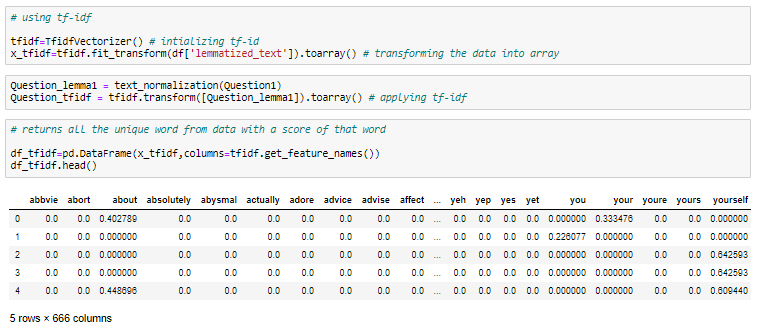 # using tf-idf
tfidf=TfidfVectorizer() # intializing tf-id
x_tfidf=tfidf.fit_transform(df['lemmatized_text']).toarray() # transforming the data into array
Question_lemma1 = text_normalization(Question1)
Question_tfidf = tfidf.transform([Question_lemma1]).toarray() # applying tf-idf
# returns all the unique word from data with a score of that word
df_tfidf=pd.DataFrame(x_tfidf,columns=tfidf.get_feature_names())
df_tfidf.head()
abbvie abort about absolutely abysmal actually adore advice advise affect ... yeh yep yes yet you your youre yours yourself
0 0.0 0.0 0.402789 0.0 0.0 0.0 0.0 0.0 0.0 0.0 ... 0.0 0.0 0.0 0.0 0.000000 0.333476 0.0 0.0 0.000000
1 0.0 0.0 0.000000 0.0 0.0 0.0 0.0 0.0 0.0 0.0 ... 0.0 0.0 0.0 0.0 0.226077 0.000000 0.0 0.0 0.000000
2 0.0 0.0 0.000000 0.0 0.0 0.0 0.0 0.0 0.0 0.0 ... 0.0 0.0 0.0 0.0 0.000000 0.000000 0.0 0.0 0.642593
3 0.0 0.0 0.000000 0.0 0.0 0.0 0.0 0.0 0.0 0.0 ... 0.0 0.0 0.0 0.0 0.000000 0.000000 0.0 0.0 0.642593
4 0.0 0.0 0.448696 0.0 0.0 0.0 0.0 0.0 0.0 0.0 ... 0.0 0.0 0.0 0.0 0.000000 0.000000 0.0 0.0 0.609440
5 rows × 666 columns